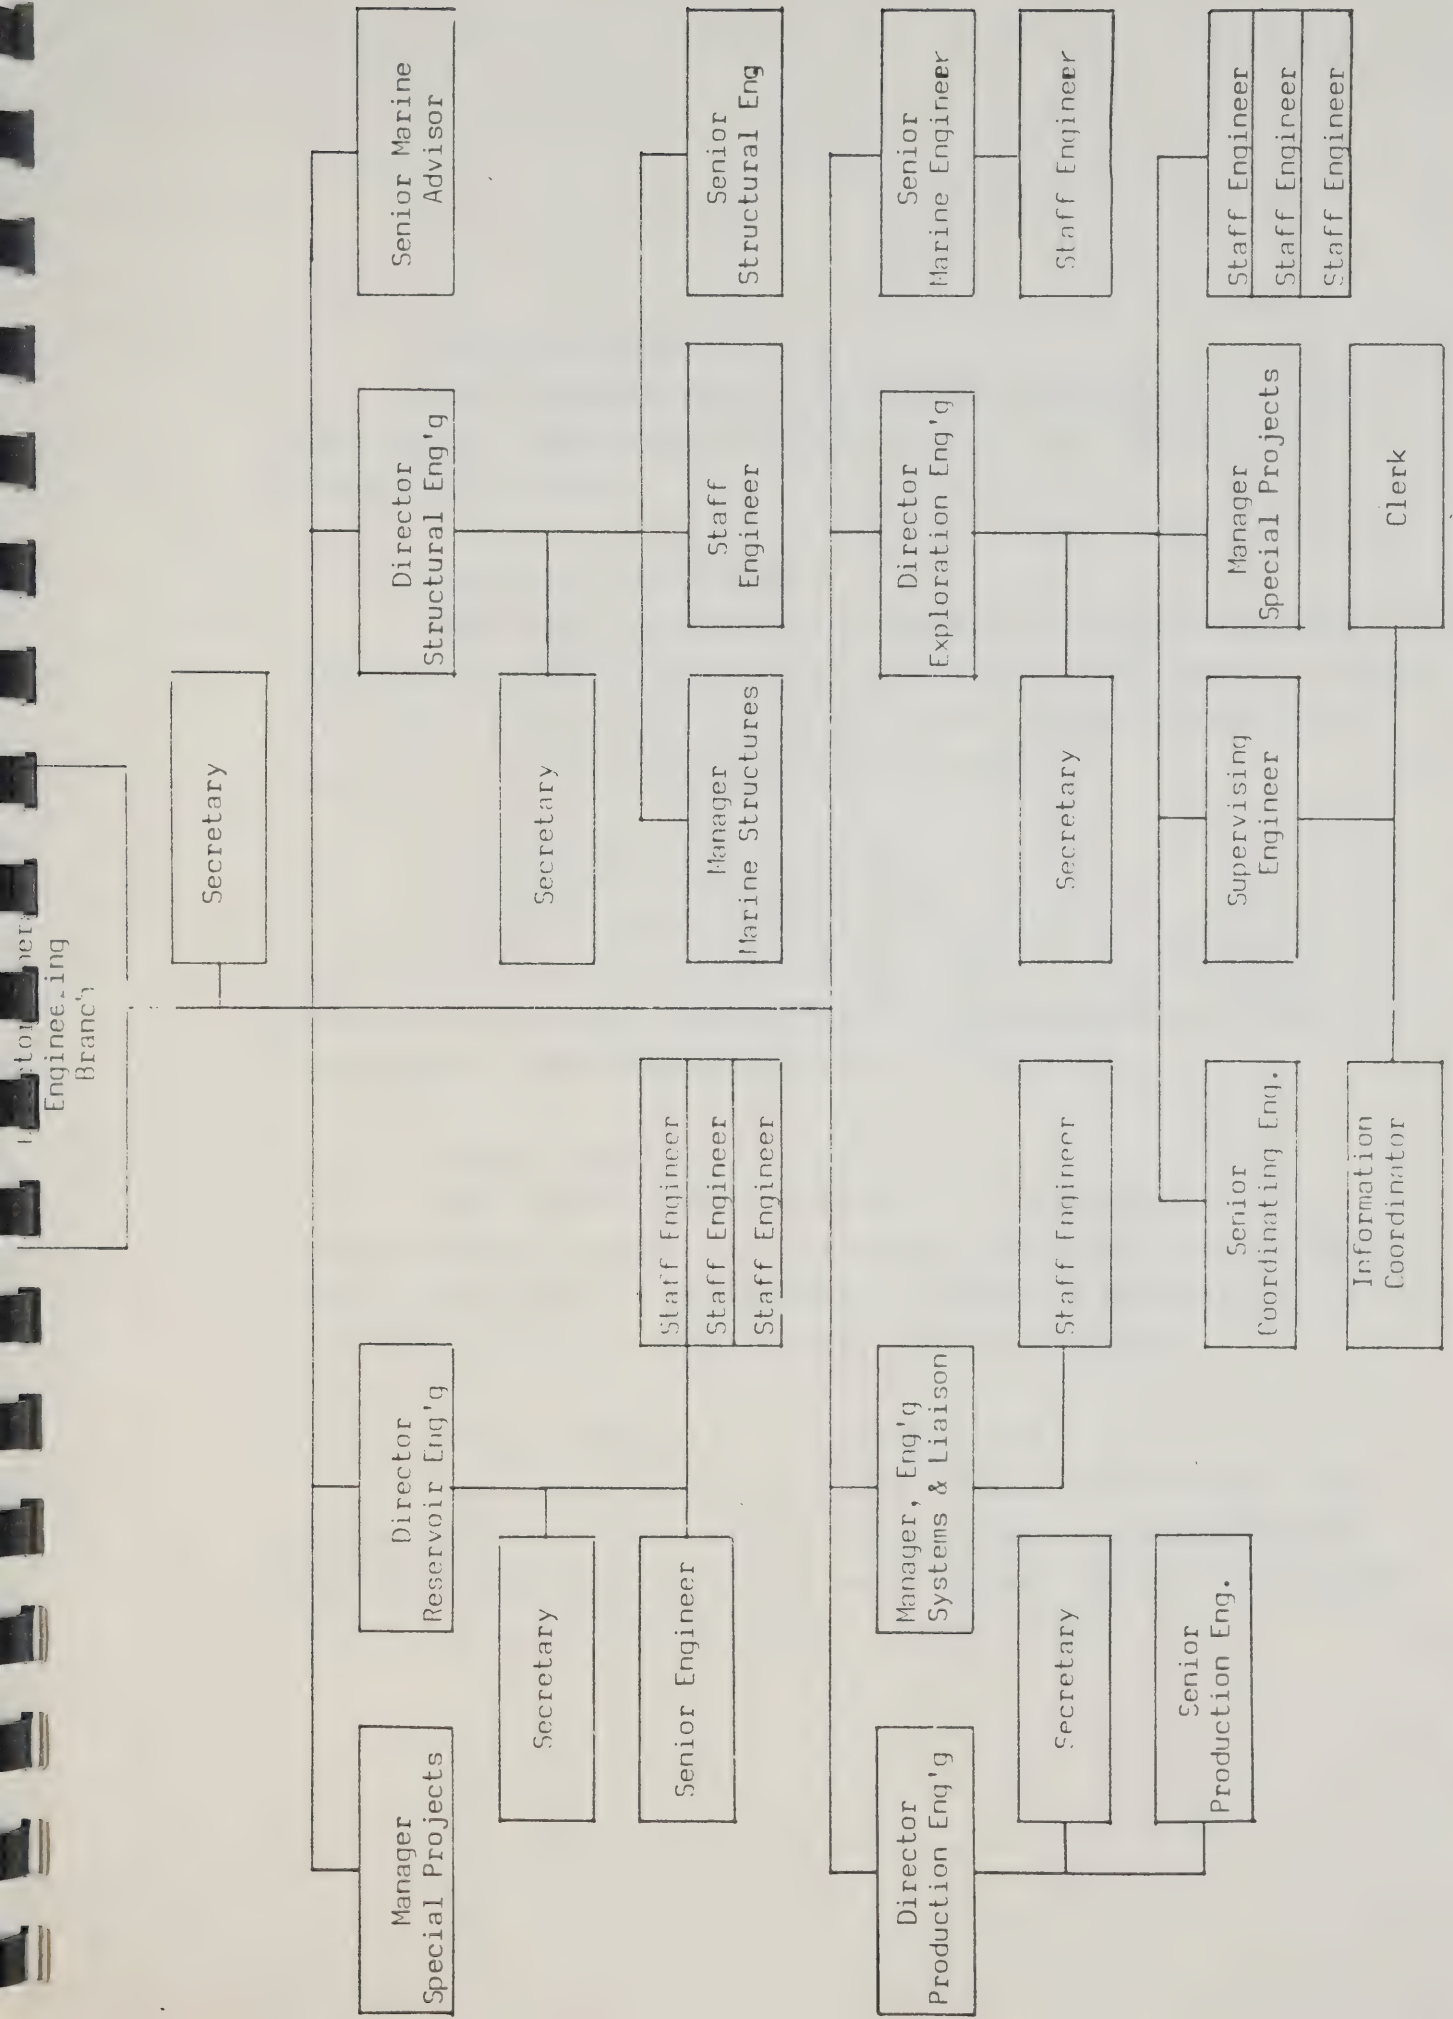 Engineering
Branch
Secretary
Manager
Special Projects
Director
Reservoir Eng'g
Director
Structural Eng'g
Senior Marine
Advisor
Secretary
Secretary
Senior Engineer
Staff Engineer
Staff Engineer
Staff Engineer
Manager
Marine Structures
Staff
Engineer
Senior
Structural Eng
Director
Production Eng'g
Manager, Eng'g
Systems & Liaison
Director
Exploration Eng'g
Senior
Marine Engineer
Secretary
Staff Engineer
Secretary
Staff Engineer
Senior
Production Eng.
Senior
Coordinating Eng.
Supervising
Engineer
Manager
Special Projects
Staff Engineer
Staff Engineer
Staff Engineer
Information
Coordinator
Clerk